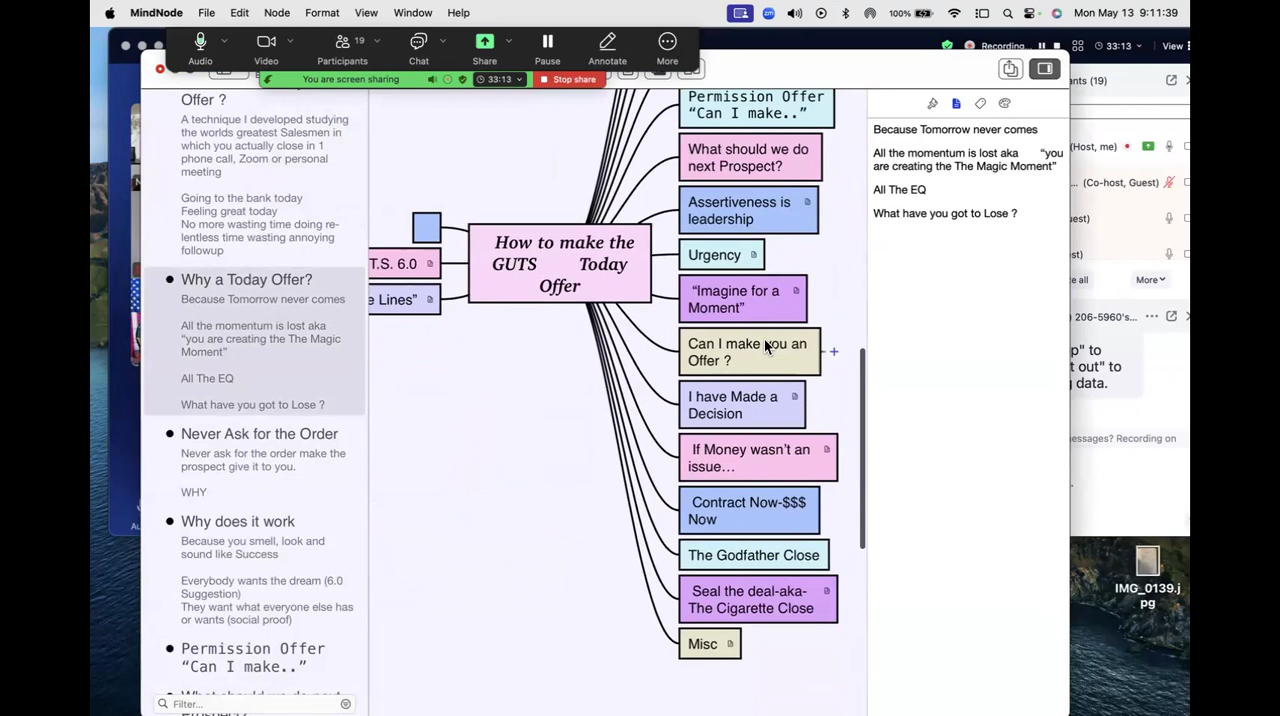 MindNode File Edit Node Format View Window Help
100% Mon May 13 9:11:39
19
Audio Video Participants Chat Share Pause Annotate More
You are screen sharing 33:13 Stop share
Recording... 33:13 View
Offer ?
A technique I developed studying
the worlds greatest Salesmen in
which you actually close in 1
phone call, Zoom or personal
meeting
Going to the bank today
Feeling great today
No more wasting time doing re-
lentless time wasting annoying
followup
Why a Today Offer?
Because Tomorrow never comes
All the momentum is lost aka
“you are creating the The Magic
Moment”
All The EQ
What have you got to Lose ?
Never Ask for the Order
Never ask for the order make the
prospect give it to you.
WHY
Why does it work
Because you smell, look and
sound like Success
Everybody wants the dream (6.0
Suggestion)
They want what everyone else has
or wants (social proof)
Permission Offer
“Can I make..”
Filter...
T.S. 6.0
e Lines”
How to make the
GUTS Today
Offer
Permission Offer
“Can I make..”
What should we do
next Prospect?
Assertiveness is
leadership
Urgency
“Imagine for a
Moment”
Can I make you an
Offer ?
I have Made a
Decision
If Money wasn’t an
issue…
Contract Now-$$$
Now
The Godfather Close
Seal the deal-aka-
The Cigarette Close
Misc
Because Tomorrow never comes
All the momentum is lost aka “you
are creating the The Magic Moment”
All The EQ
What have you got to Lose ?
ants (19)
(Host, me)
... (Co-host, Guest)
uest)
est)
e all More
206-5960's...
p" to
t out" to
g data.
nessages? Recording on
IMG_0139.j
pg